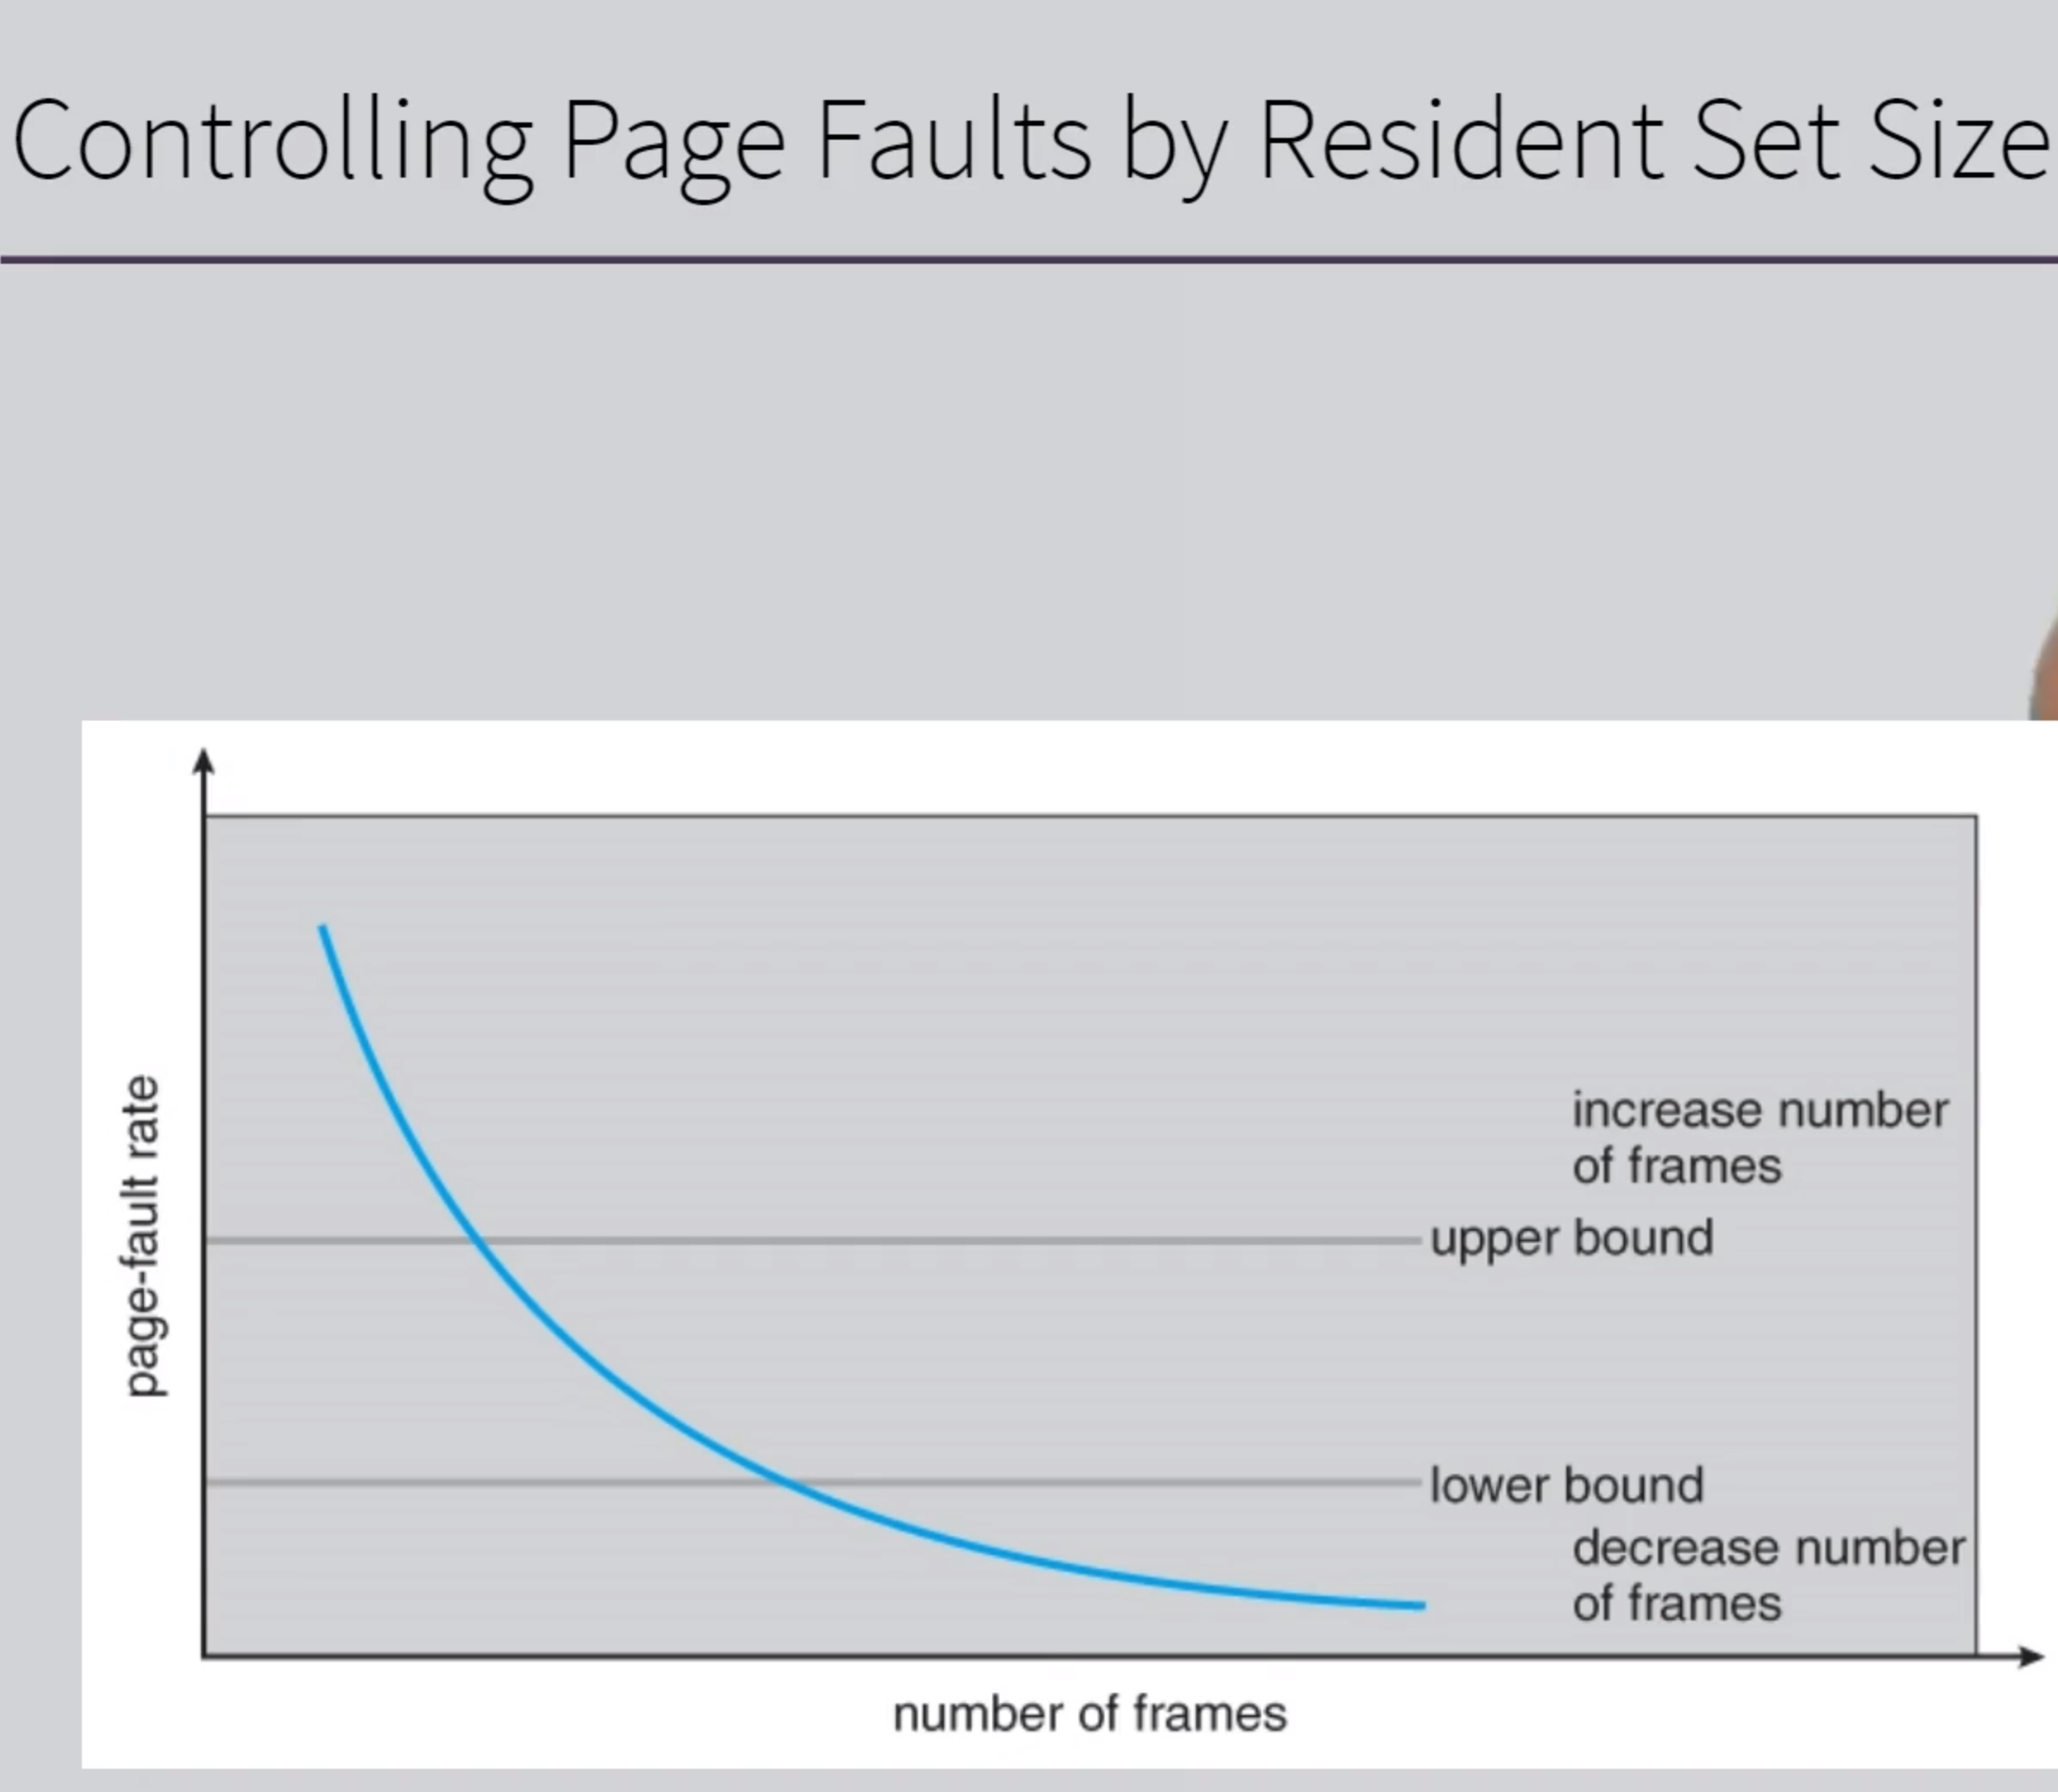 Controlling Page Faults by Resident Set Size
page-fault rate
increase number
of frames
upper bound
lower bound
decrease number
of frames
number of frames